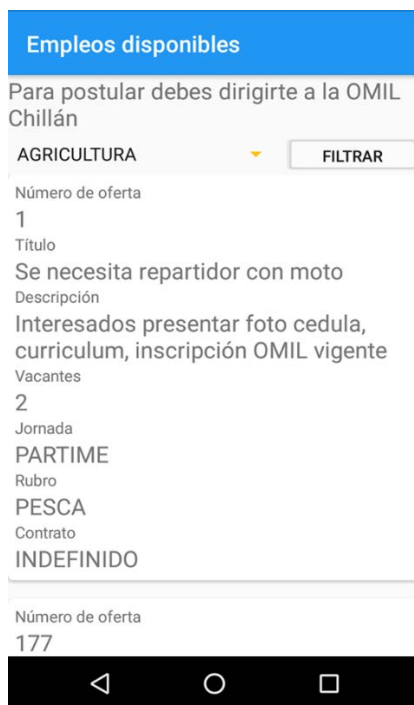 Empleos disponibles
Para postular debes dirigirte a la OMIL
Chillán
AGRICULTURA
FILTRAR
Número de oferta
1
Título
Se necesita repartidor con moto
Descripción
Interesados presentar foto cedula,
curriculum, inscripción OMIL vigente
Vacantes
2
Jornada
PARTIME
Rubro
PESCA
Contrato
INDEFINIDO
Número de oferta
177